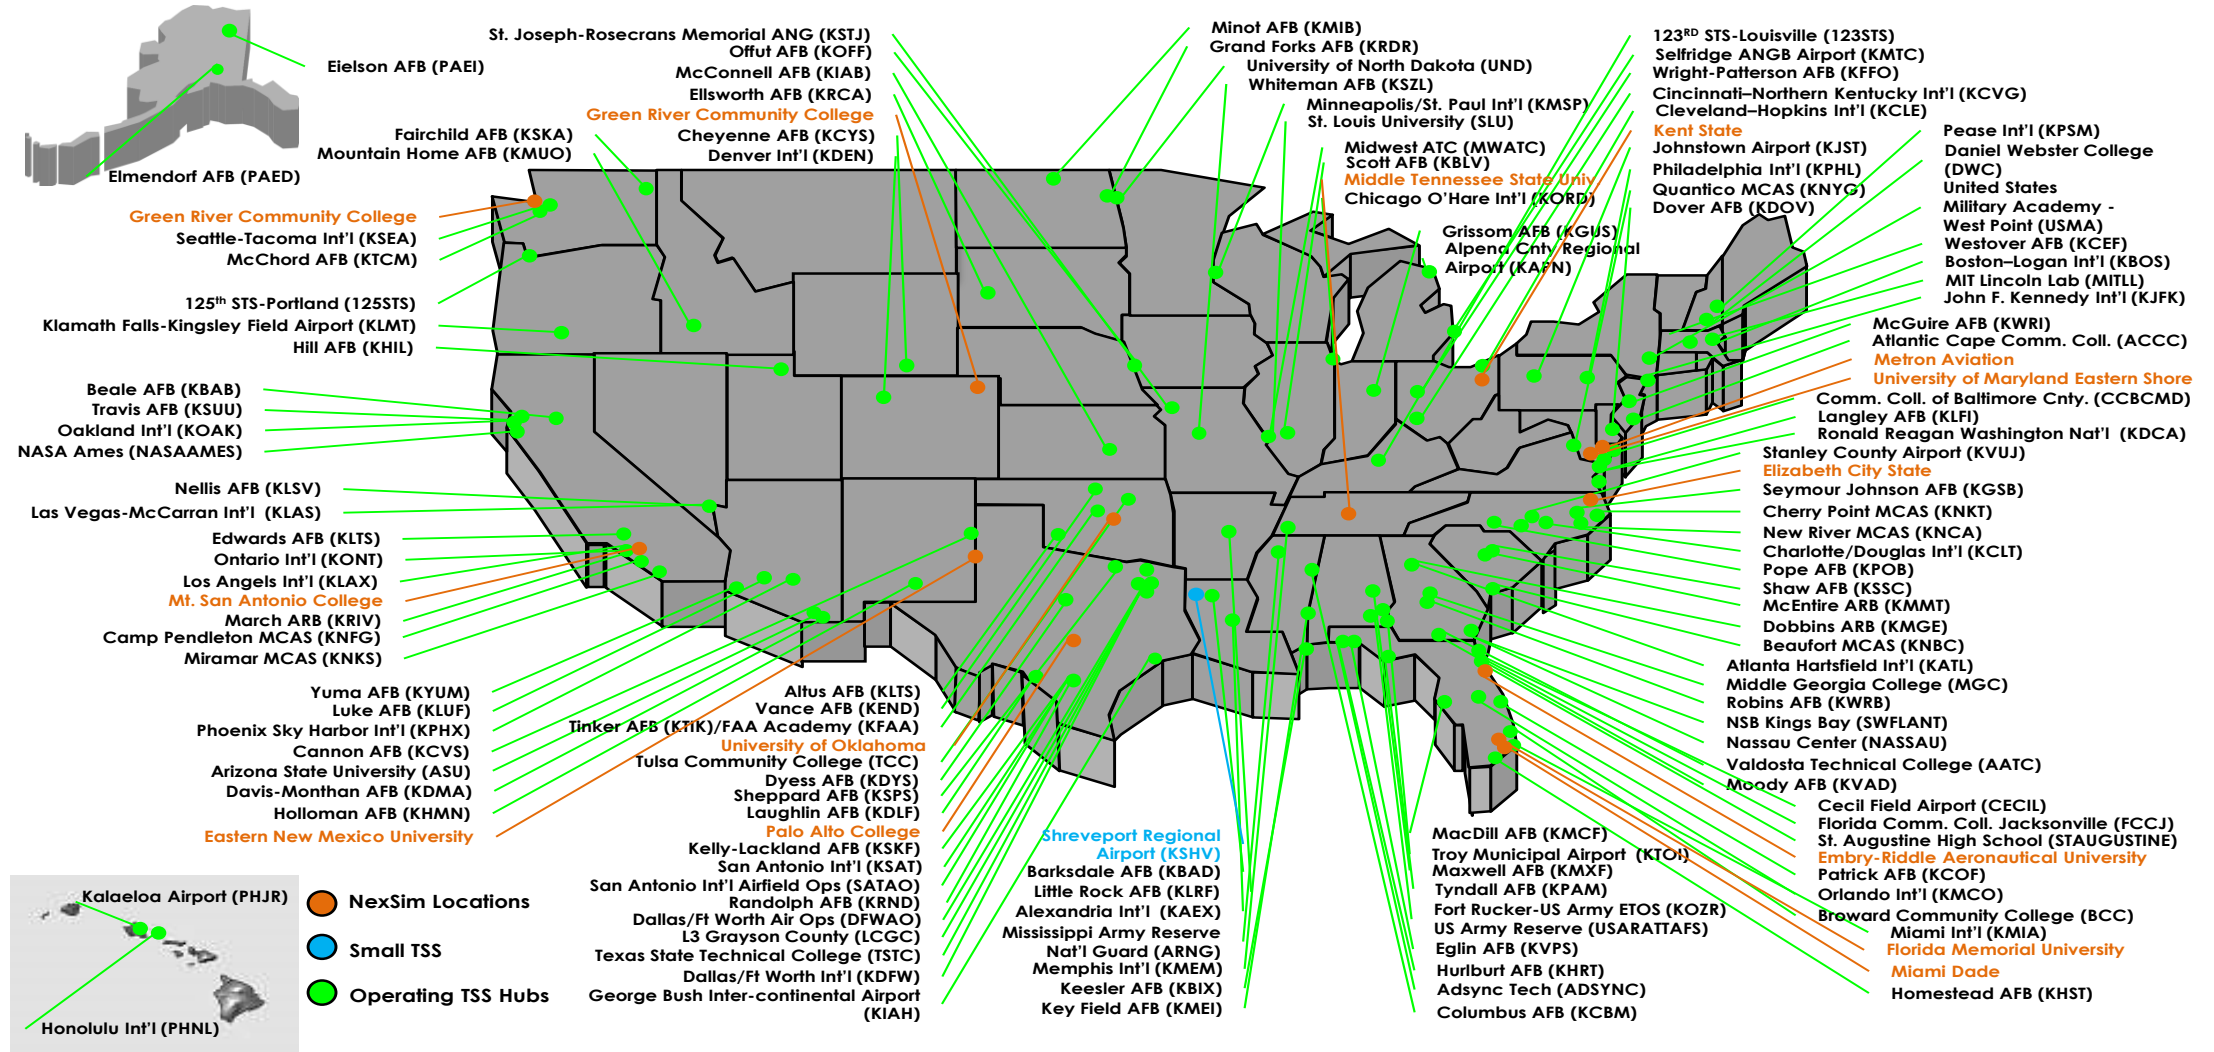 Eielson AFB (PAEI)
Elmendorf AFB (PAED)
St. Joseph-Rosecrans Memorial ANG (KSTJ)
Offut AFB (KOFF)
McConnell AFB (KIAB)
Ellsworth AFB (KRCA)
Green River Community College
Cheyenne AFB (KCYS)
Denver Int'l (KDEN)
Fairchild AFB (KSKA)
Mountain Home AFB (KMUO)
Green River Community College
Seattle-Tacoma Int'l (KSEA)
McChord AFB (KTCM)
125th STS-Portland (125STS)
Klamath Falls-Kingsley Field Airport (KLMT)
Hill AFB (KHIL)
Beale AFB (KBAB)
Travis AFB (KSUU)
Oakland Int'l (KOAK)
NASA Ames (NASAAMES)
Nellis AFB (KLSV)
Las Vegas-McCarran Int'l (KLAS)
Edwards AFB (KLTS)
Ontario Int'l (KONT)
Los Angels Int'l (KLAX)
Mt. San Antonio College
March ARB (KRIV)
Camp Pendleton MCAS (KNFG)
Miramar MCAS (KNKS)
Yuma AFB (KYUM)
Luke AFB (KLUF)
Phoenix Sky Harbor Int'l (KPHX)
Cannon AFB (KCVS)
Arizona State University (ASU)
Davis-Monthan AFB (KDMA)
Holloman AFB (KHMN)
Eastern New Mexico University
Kalaeloa Airport (PHJR)
Honolulu Int'l (PHNL)
NexSim Locations
Small TSS
Operating TSS Hubs
Altus AFB (KLTS)
Vance AFB (KEND)
Tinker AFB (KTIK)/FAA Academy (KFAA)
University of Oklahoma
Tulsa Community College (TCC)
Dyess AFB (KDYS)
Sheppard AFB (KSPS)
Laughlin AFB (KDLF)
Palo Alto College
Kelly-Lackland AFB (KSKF)
San Antonio Int'l (KSAT)
San Antonio Int'l Airfield Ops (SATAO)
Randolph AFB (KRND)
Dallas/Ft Worth Air Ops (DFWAO)
L3 Grayson County (LCGC)
Texas State Technical College (TSTC)
Dallas/Ft Worth Int'l (KDFW)
George Bush Inter-continental Airport
(KIAH)
Shreveport Regional
Airport (KSHV)
Barksdale AFB (KBAD)
Little Rock AFB (KLRF)
Alexandria Int'l (KAEX)
Mississippi Army Reserve
Nat'l Guard (ARNG)
Memphis Int'l (KMEM)
Keesler AFB (KBIX)
Key Field AFB (KMEI)
Minot AFB (KMIB)
Grand Forks AFB (KRDR)
University of North Dakota (UND)
Whiteman AFB (KSZL)
Minneapolis/St. Paul Int'l (KMSP)
St. Louis University (SLU)
Midwest ATC (MWATC)
Scott AFB (KBLV)
Middle Tennessee State Univ
Chicago O'Hare Int'l (KORD)
Grissom AFB (KGUS)
Alpena Cnty Regional
Airport (KAPN)
123RD STS-Louisville (123STS)
Selfridge ANGB Airport (KMTC)
Wright-Patterson AFB (KFFO)
Cincinnati–Northern Kentucky Int'l (KCVG)
Cleveland–Hopkins Int'l (KCLE)
Kent State
Johnstown Airport (KJST)
Philadelphia Int'l (KPHL)
Quantico MCAS (KNYG)
Dover AFB (KDOV)
Pease Int'l (KPSM)
Daniel Webster College
(DWC)
United States
Military Academy -
West Point (USMA)
Westover AFB (KCEF)
Boston–Logan Int'l (KBOS)
MIT Lincoln Lab (MITLL)
John F. Kennedy Int'l (KJFK)
McGuire AFB (KWRI)
Atlantic Cape Comm. Coll. (ACCC)
Metron Aviation
University of Maryland Eastern Shore
Comm. Coll. of Baltimore Cnty. (CCBCMD)
Langley AFB (KLFI)
Ronald Reagan Washington Nat'l (KDCA)
Stanley County Airport (KVUJ)
Elizabeth City State
Seymour Johnson AFB (KGSB)
Cherry Point MCAS (KNKT)
New River MCAS (KNCA)
Charlotte/Douglas Int'l (KCLT)
Pope AFB (KPOB)
Shaw AFB (KSSC)
McEntire ARB (KMMT)
Dobbins ARB (KMGE)
Beaufort MCAS (KNBC)
Atlanta Hartsfield Int'l (KATL)
Middle Georgia College (MGC)
Robins AFB (KWRB)
NSB Kings Bay (SWFLANT)
Nassau Center (NASSAU)
Valdosta Technical College (AATC)
Moody AFB (KVAD)
Cecil Field Airport (CECIL)
Florida Comm. Coll. Jacksonville (FCCJ)
St. Augustine High School (STAUGUSTINE)
Embry-Riddle Aeronautical University
Patrick AFB (KCOF)
Orlando Int'l (KMCO)
Broward Community College (BCC)
Miami Int'l (KMIA)
Florida Memorial University
Miami Dade
Homestead AFB (KHST)
MacDill AFB (KMCF)
Troy Municipal Airport (KTOI)
Maxwell AFB (KMXF)
Tyndall AFB (KPAM)
Fort Rucker-US Army ETOS (KOZR)
US Army Reserve (USARATTAFS)
Eglin AFB (KVPS)
Hurlburt AFB (KHRT)
Adsync Tech (ADSYNC)
Columbus AFB (KCBM)